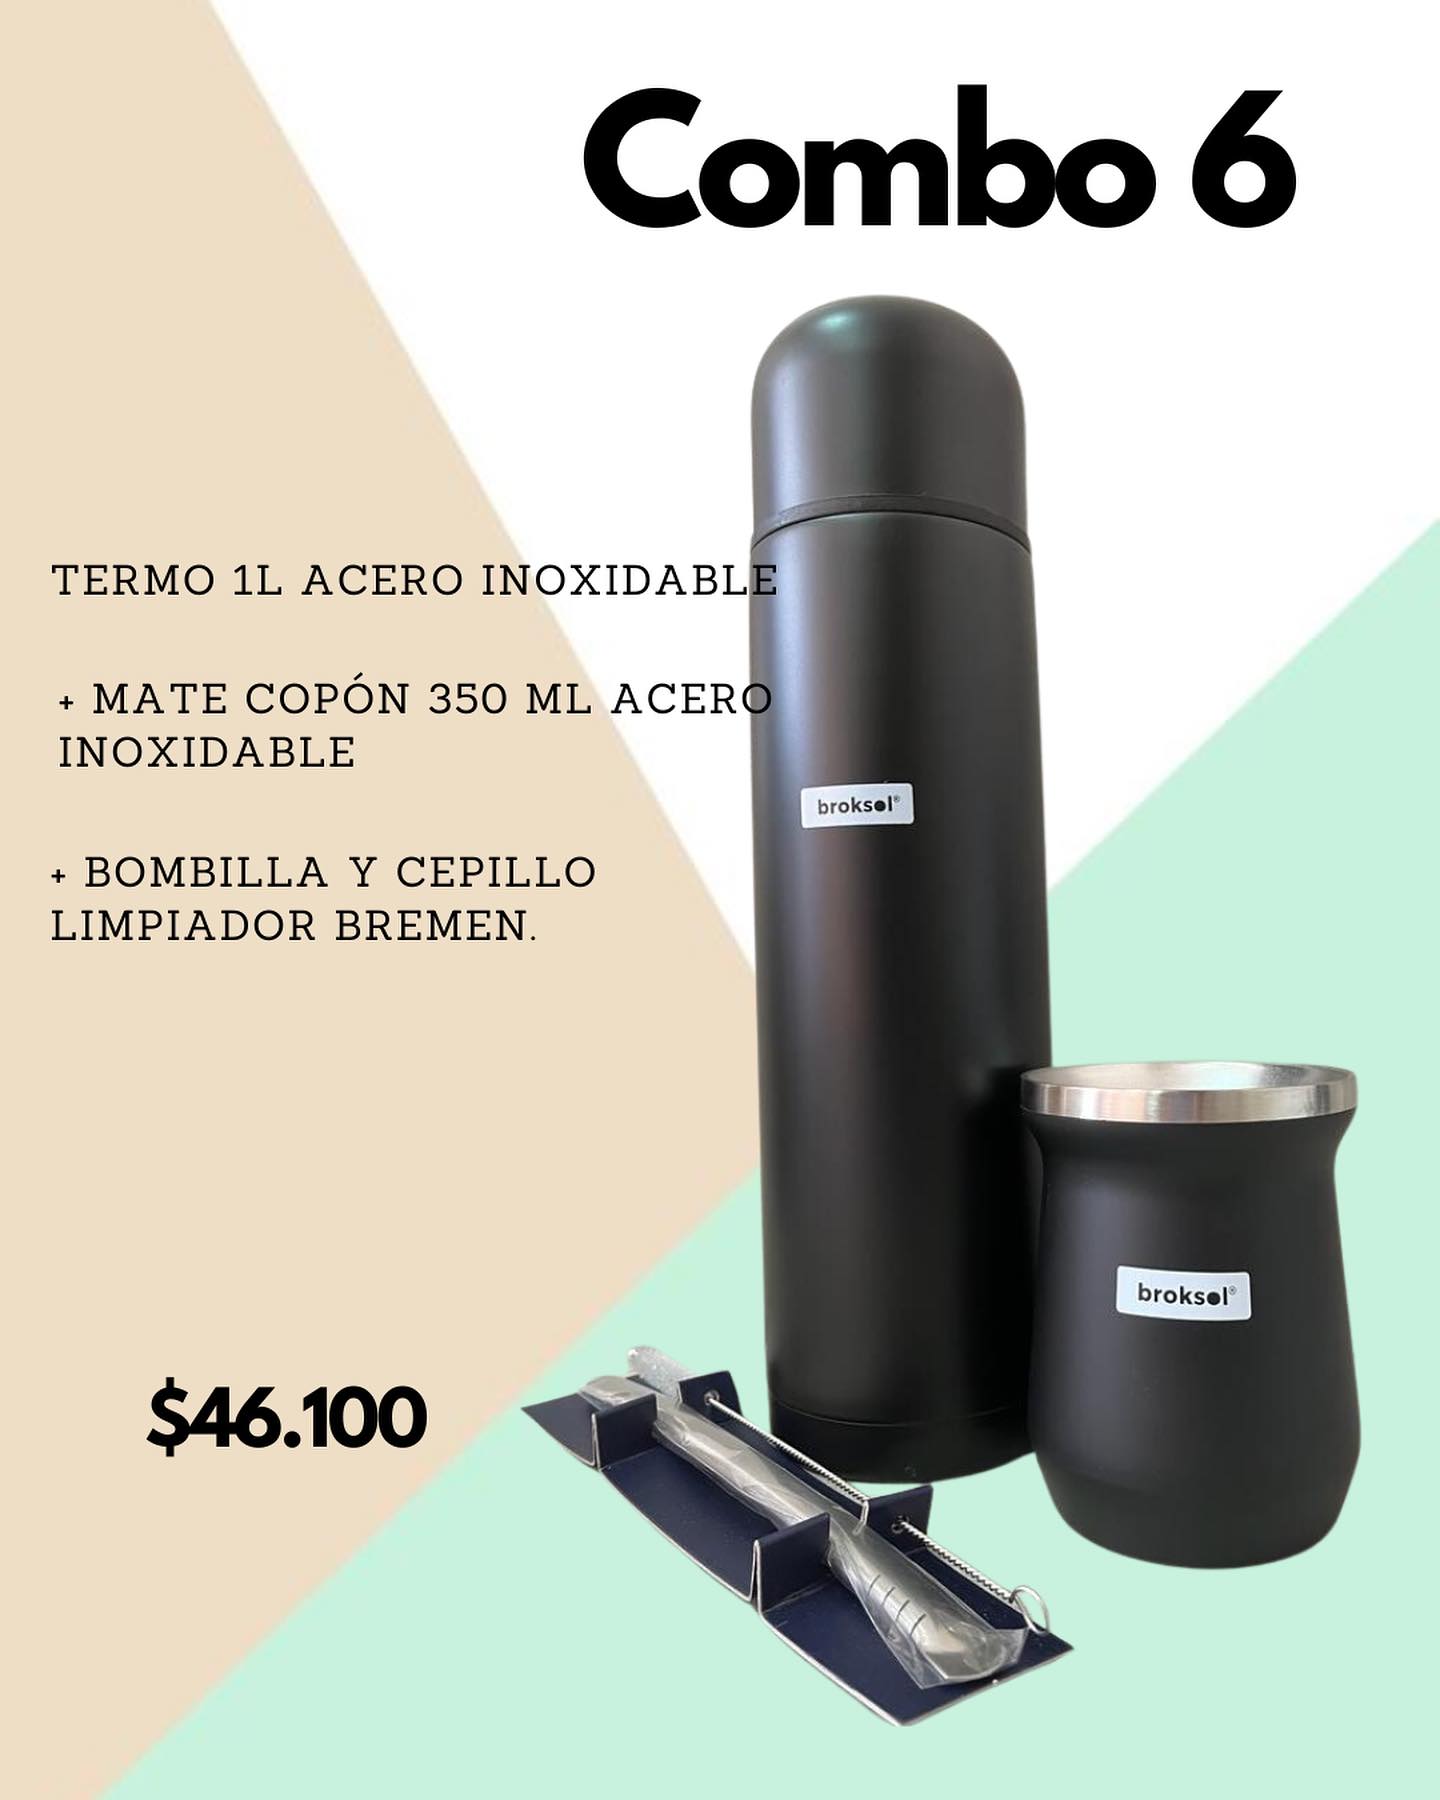 Combo 6
TERMO 1L ACERO INOXIDABLE
+ MATE COPÓN 350 ML ACERO
INOXIDABLE
+ BOMBILLA Y CEPILLO
LIMPIADOR BREMEN.
broksol®
broksol®
$46.100